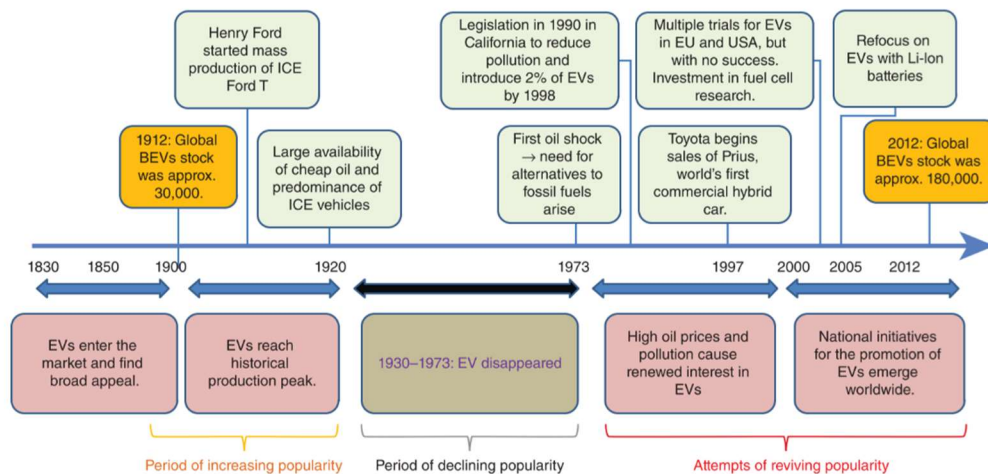 Henry Ford
started mass
production of ICE
Ford T
Legislation in 1990 in
California to reduce
pollution and
introduce 2% of EVs
by 1998
Multiple trials for EVs
in EU and USA, but
with no success.
Investment in fuel cell
research.
Refocus on
EVs with Li-Ion
batteries
1912: Global
BEVs stock
was approx.
30,000.
Large availability
of cheap oil and
predominance of
ICE vehicles
First oil shock
→ need for
alternatives to
fossil fuels
arise
Toyota begins
sales of Prius,
world's first
commercial hybrid
car.
2012: Global
BEVs stock was
approx. 180,000.
1830 1850 1900 1920 1973 1997 2000 2005 2012
EVs enter the
market and find
broad appeal.
EVs reach
historical
production peak.
1930–1973: EV disappeared
High oil prices and
pollution cause
renewed interest in
EVs
National initiatives
for the promotion of
EVs emerge
worldwide.
Period of increasing popularity
Period of declining popularity
Attempts of reviving popularity